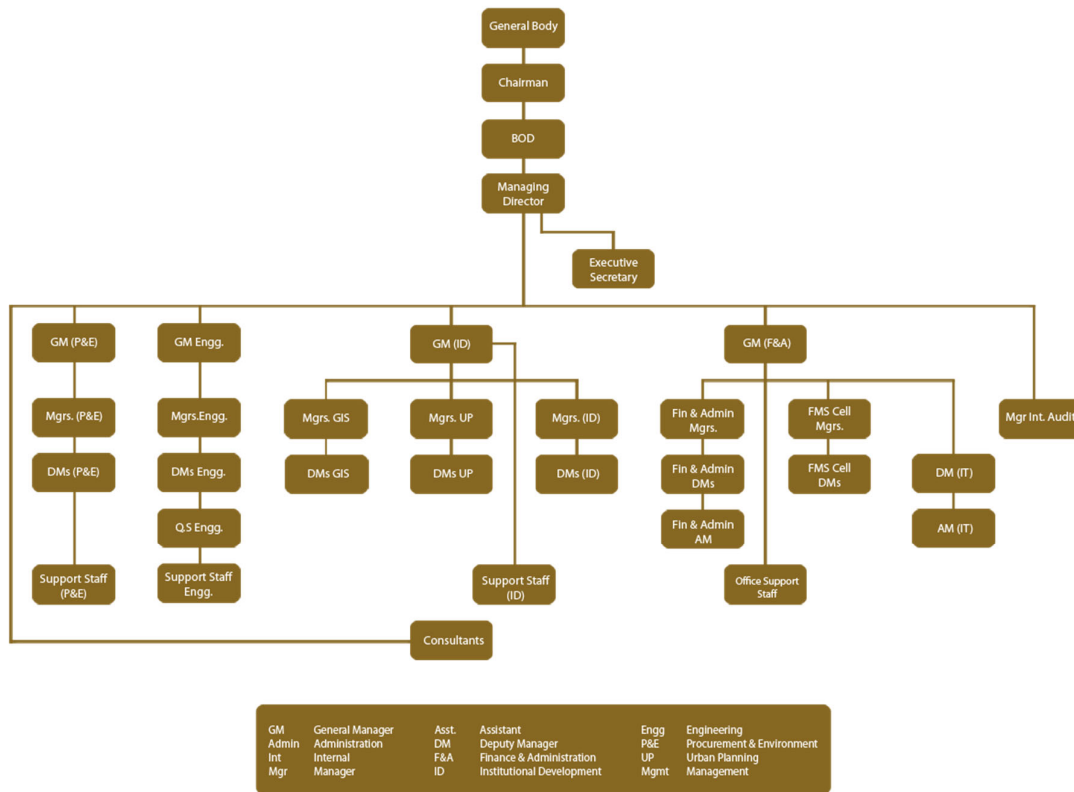 General Body
Chairman
BOD
Managing
Director
Executive
Secretary
GM (P&E)
GM Engg.
GM (ID)
GM (F&A)
Mgrs. (P&E)
Mgrs.Engg.
Mgrs. GIS
Mgrs. UP
Mgrs. (ID)
Fin & Admin
Mgrs.
FMS Cell
Mgrs.
Mgr Int. Audit
DMs (P&E)
DMs Engg.
DMs GIS
DMs UP
DMs (ID)
Fin & Admin
DMs
FMS Cell
DMs
DM (IT)
Q.S Engg.
Fin & Admin
AM
AM (IT)
Support Staff
(P&E)
Support Staff
Engg.
Support Staff
(ID)
Office Support
Staff
Consultants
GM General Manager Asst. Assistant Engg Engineering
Admin Administration DM Deputy Manager P&E Procurement & Environment
Int Internal F&A Finance & Administration UP Urban Planning
Mgr Manager ID Institutional Development Mgmt Management